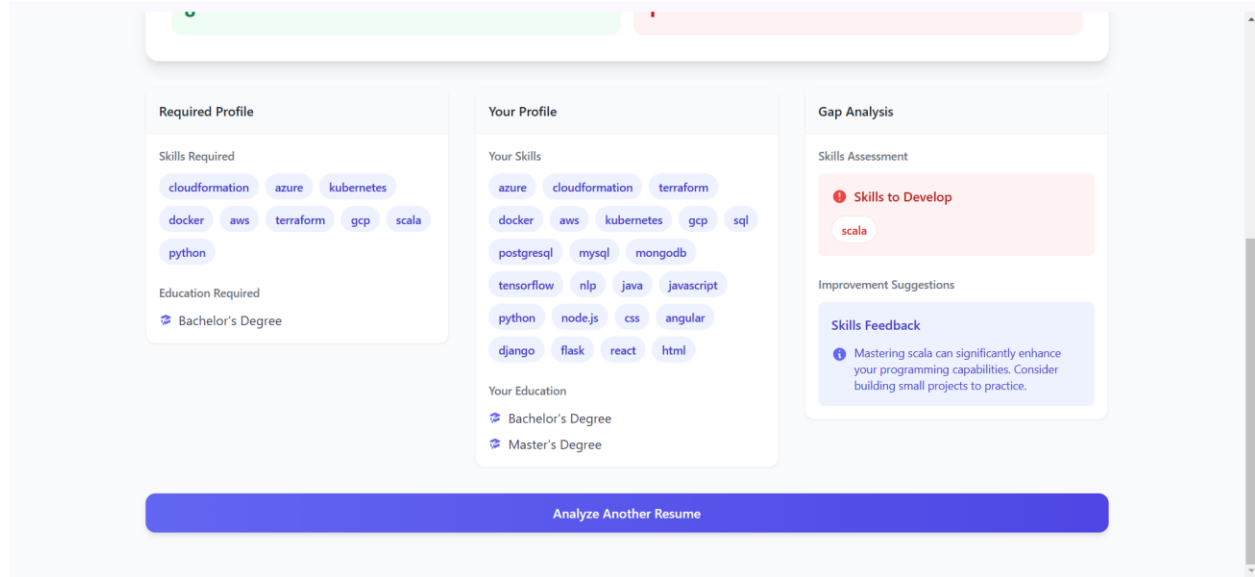 Required Profile
Skills Required
cloudformation azure kubernetes
docker aws terraform gcp scala
python
Education Required
Bachelor's Degree
Your Profile
Your Skills
azure cloudformation terraform
docker aws kubernetes gcp sql
postgresql mysql mongodb
tensorflow nlp java javascript
python node.js css angular
django flask react html
Your Education
Bachelor's Degree
Master's Degree
Gap Analysis
Skills Assessment
Skills to Develop
scala
Improvement Suggestions
Skills Feedback
Mastering scala can significantly enhance
your programming capabilities. Consider
building small projects to practice.
Analyze Another Resume